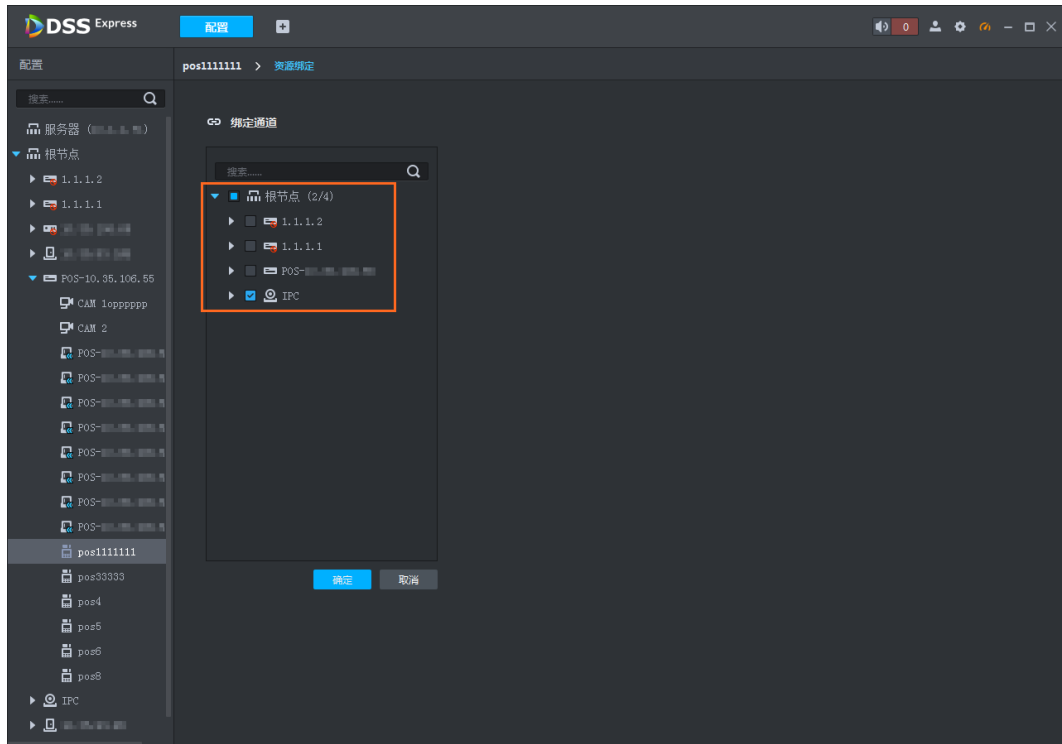 DSS Express
配置
0
配置
pos1111111 > 资源绑定
搜索......
服务器 (
根节点
1.1.1.2
1.1.1.1
POS-10.35.106.55
CAM 1opppppp
CAM 2
POS-
POS-
POS-
POS-
POS-
POS-
POS-
POS-
pos1111111
pos33333
pos4
pos5
pos6
pos8
IPC
绑定通道
搜索......
根节点 (2/4)
1.1.1.2
1.1.1.1
POS-
IPC
确定
取消